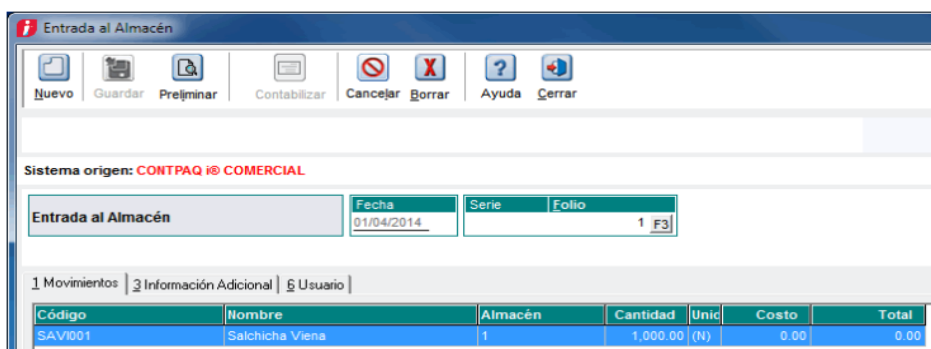 Entrada al Almacén
Nuevo Guardar Preliminar Contabilizar Cancelar Borrar Ayuda Cerrar
Sistema origen: CONTPAQ i® COMERCIAL
Entrada al Almacén
Fecha Serie Folio
01/04/2014 1 F3
1 Movimientos 3 Información Adicional 6 Usuario
Código Nombre Almacén Cantidad Unic Costo Total
SAVI001 Salchicha Viena 1 1,000.00 (N) 0.00 0.00